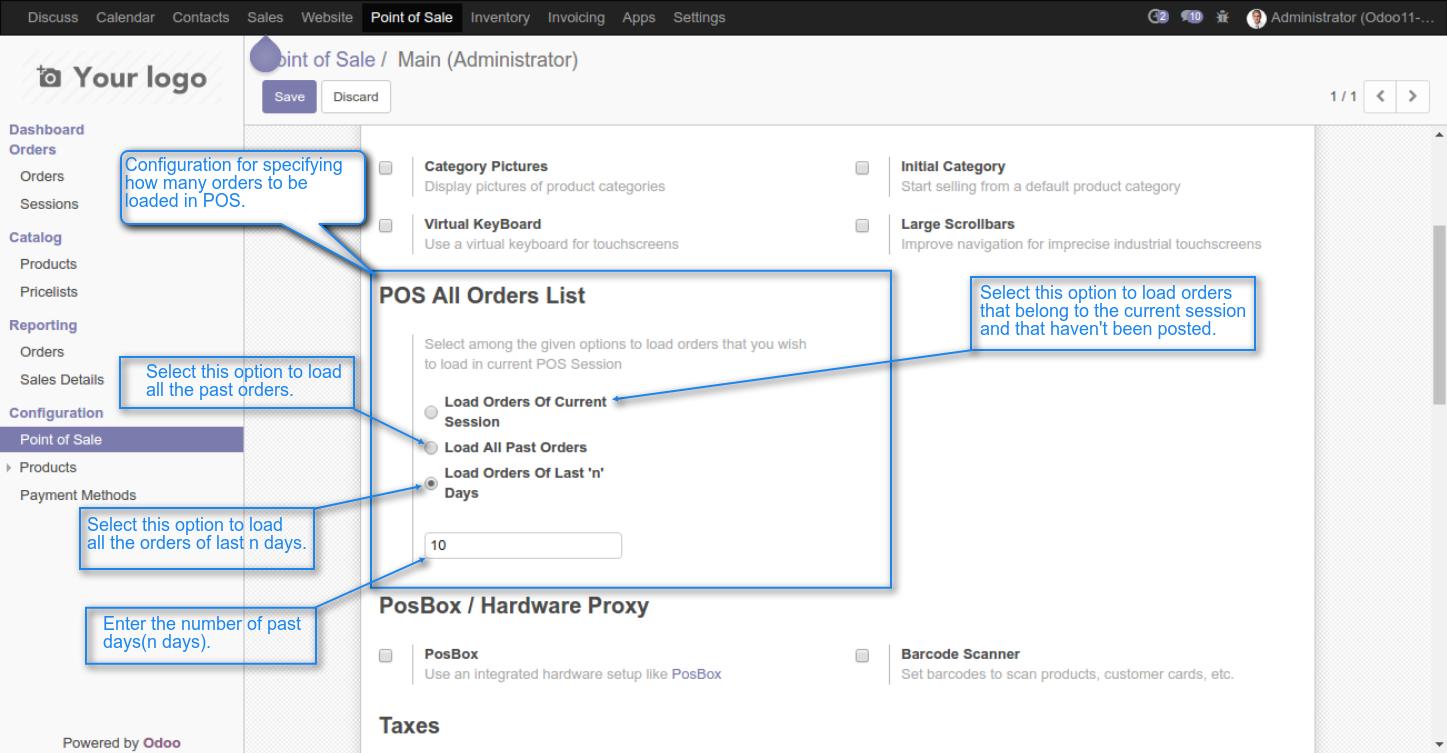 Discuss Calendar Contacts Sales Website Point of Sale Inventory Invoicing Apps Settings 2 10 Administrator (Odoo11-...
Your logo
oint of Sale / Main (Administrator)
Save Discard
1 / 1
Dashboard
Orders
Orders
Sessions
Catalog
Products
Pricelists
Reporting
Orders
Sales Details
Configuration
Point of Sale
Products
Payment Methods
Powered by Odoo
Configuration for specifying
how many orders to be
loaded in POS.
Category Pictures
Display pictures of product categories
Initial Category
Start selling from a default product category
Virtual KeyBoard
Use a virtual keyboard for touchscreens
Large Scrollbars
Improve navigation for imprecise industrial touchscreens
POS All Orders List
Select among the given options to load orders that you wish
to load in current POS Session
Load Orders Of Current
Session
Load All Past Orders
Load Orders Of Last 'n'
Days
10
Select this option to load orders
that belong to the current session
and that haven't been posted.
Select this option to load
all the past orders.
Select this option to load
all the orders of last n days.
Enter the number of past
days(n days).
PosBox / Hardware Proxy
PosBox
Use an integrated hardware setup like PosBox
Barcode Scanner
Set barcodes to scan products, customer cards, etc.
Taxes